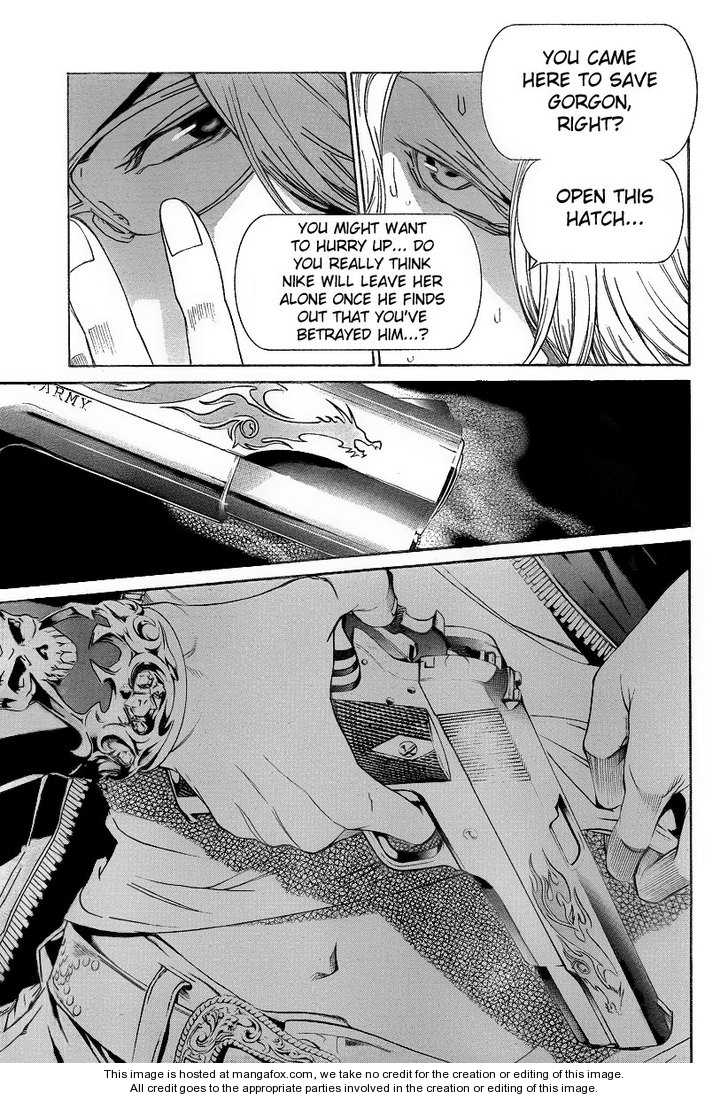 YOU CAME
HERE TO SAVE
GORGON,
RIGHT?
OPEN THIS
HATCH...
YOU MIGHT WANT
TO HURRY UP... DO
YOU REALLY THINK
NIKE WILL LEAVE HER
ALONE ONCE HE FINDS
OUT THAT YOU'VE
BETRAYED HIM...?
ARMY
This image is hosted at mangafox.com, we take no credit for the creation or editing of this image.
All credit goes to the appropriate parties involved in the creation or editing of this image.